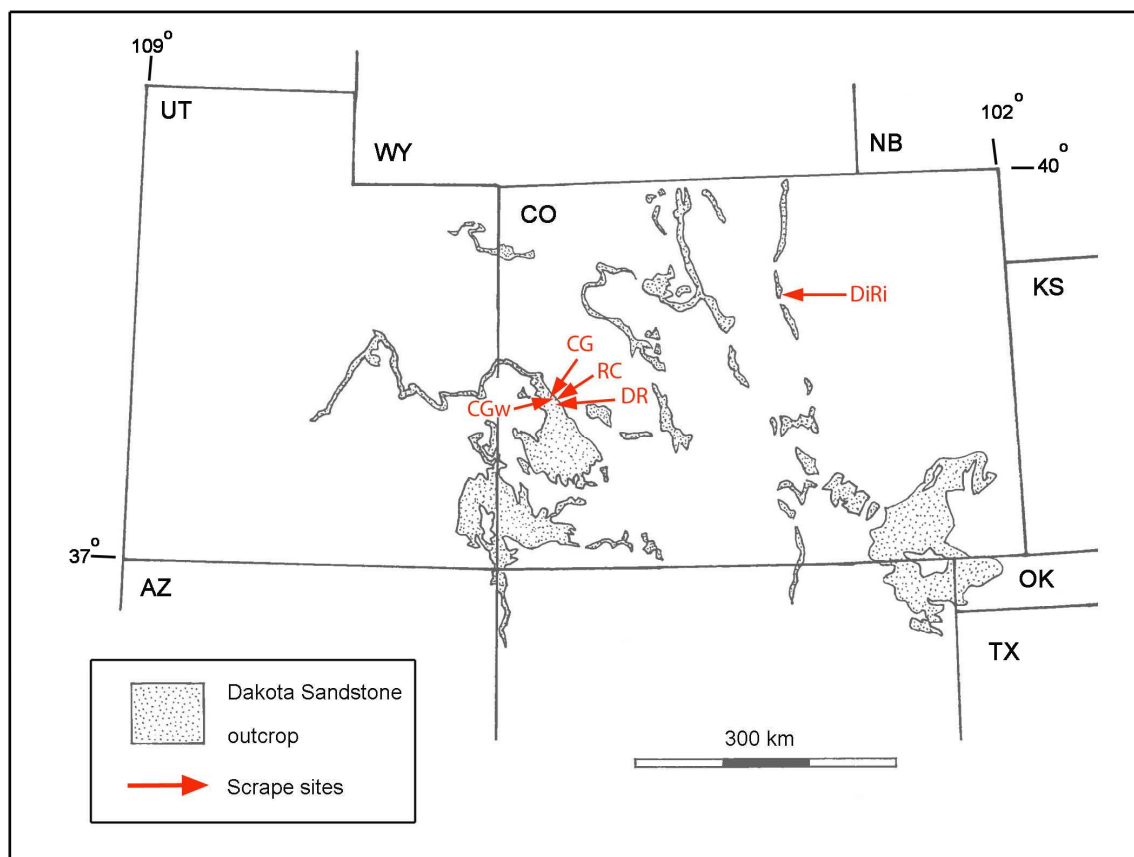 109°
UT
WY
NB
102°
40°
CO
KS
DiRi
CG
RC
CGw
DR
37°
AZ
OK
TX
Dakota Sandstone
outcrop
Scrape sites
300 km